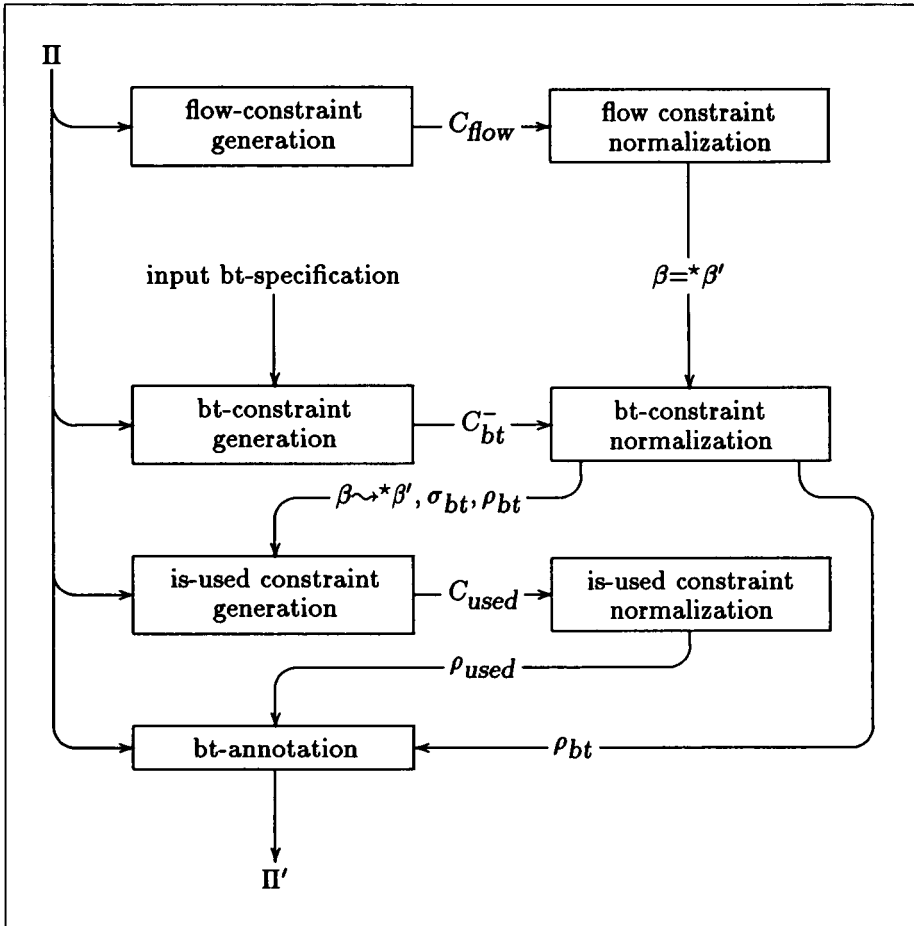 Π
flow-constraint
generation
C_flow
flow constraint
normalization
input bt-specification
β=*β′
bt-constraint
generation
C⁻_bt
bt-constraint
normalization
β⤳*β′, σ_bt, ρ_bt
is-used constraint
generation
C_used
is-used constraint
normalization
ρ_used
bt-annotation
ρ_bt
Π′